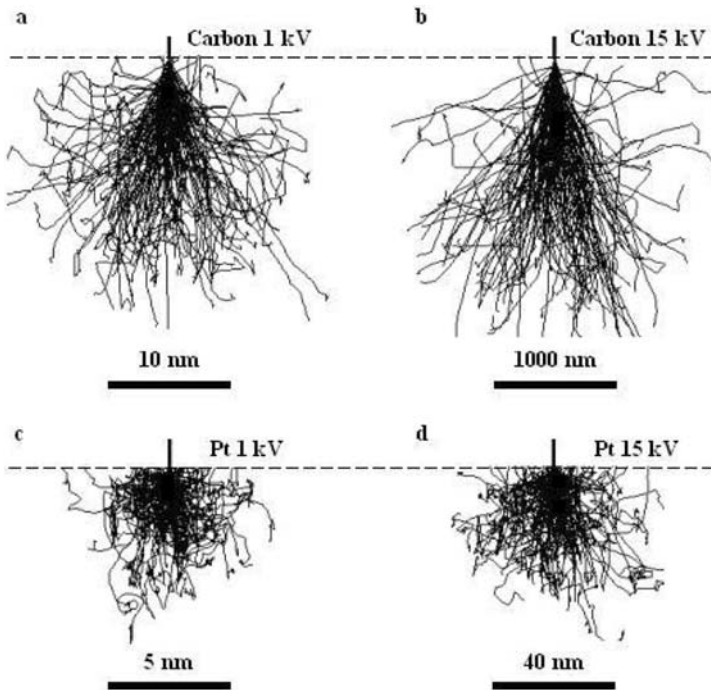 a
Carbon 1 kV
b
Carbon 15 kV
10 nm
1000 nm
c
Pt 1 kV
d
Pt 15 kV
5 nm
40 nm